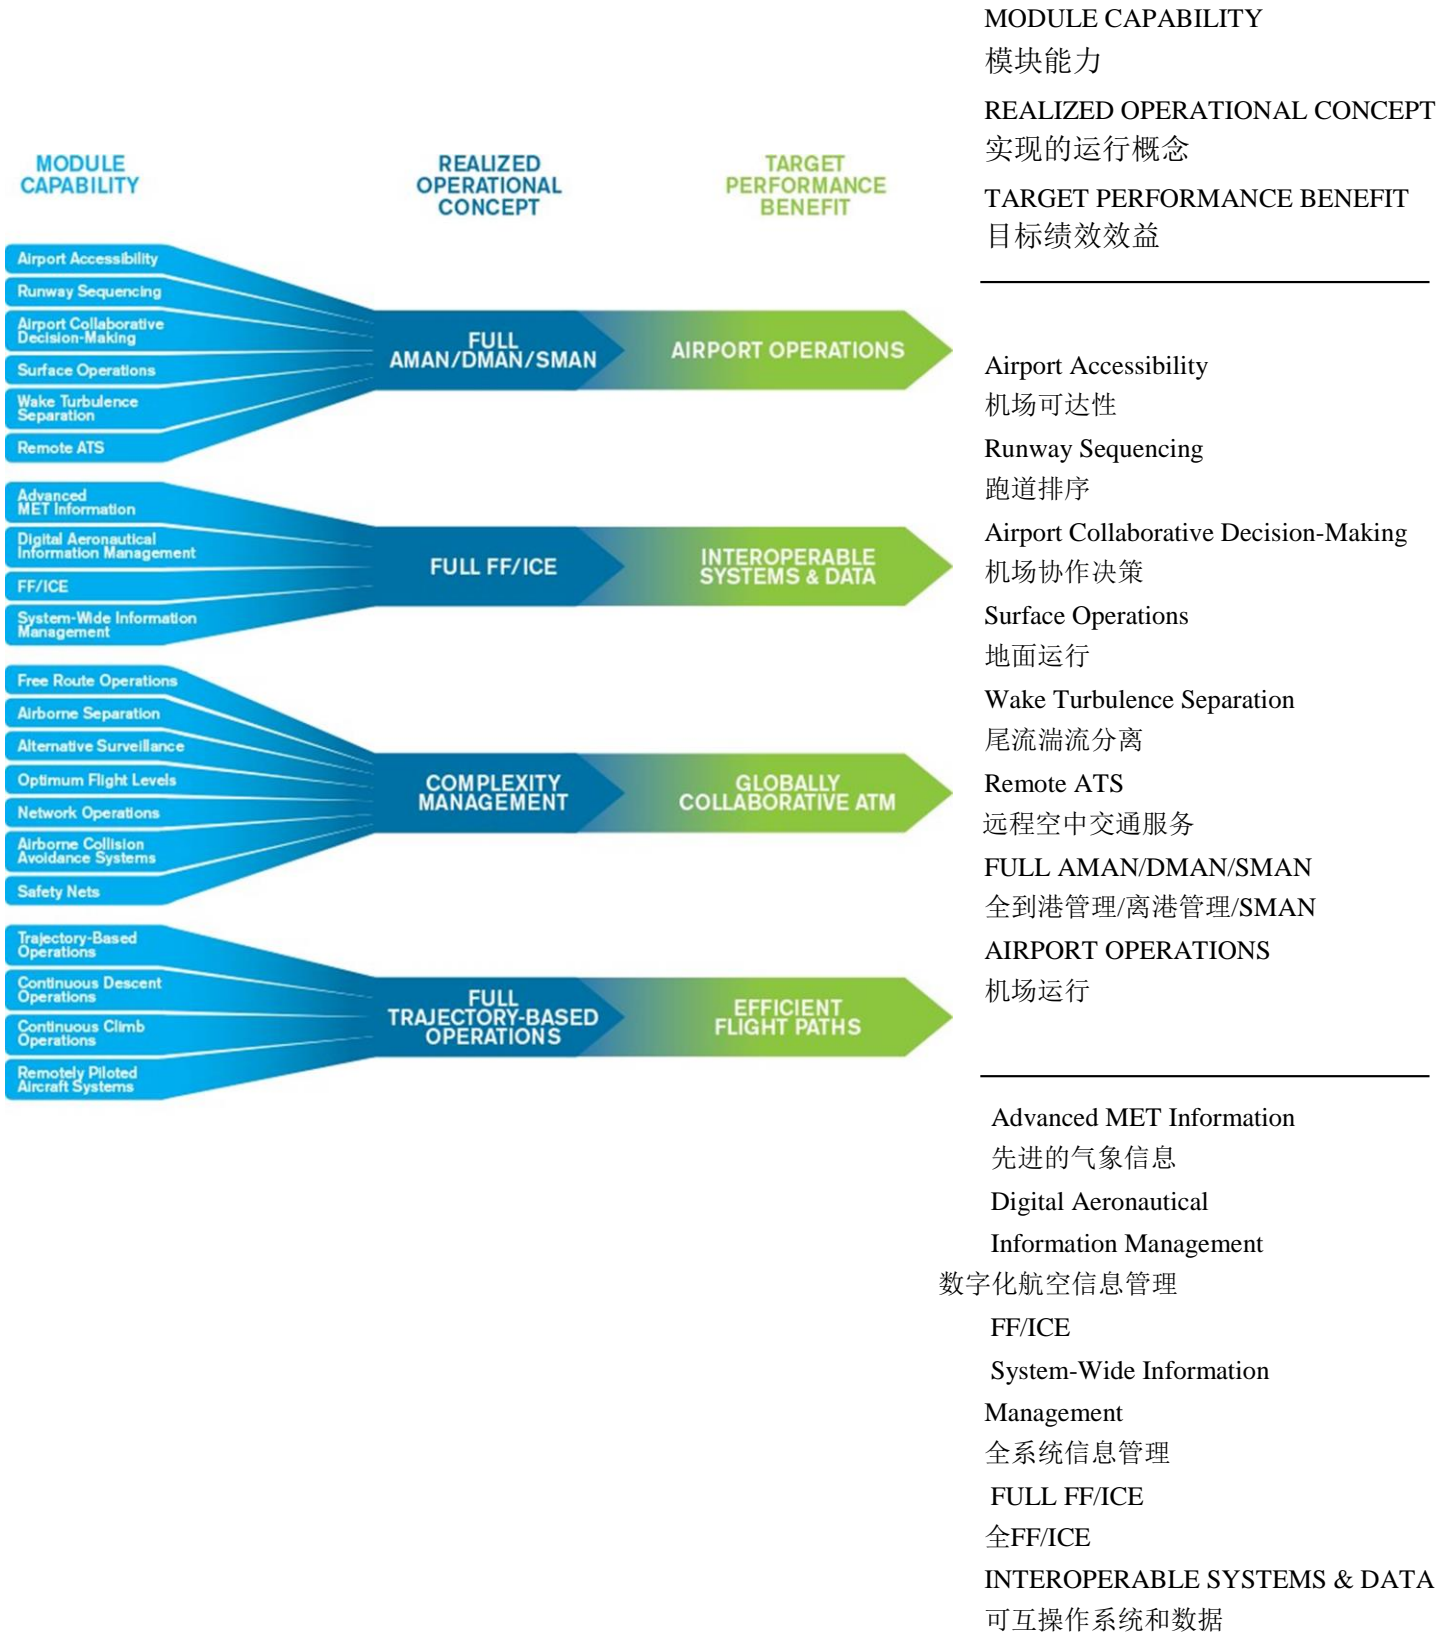 MODULE
CAPABILITY
REALIZED
OPERATIONAL
CONCEPT
TARGET
PERFORMANCE
BENEFIT
Airport Accessibility
Runway Sequencing
Airport Collaborative
Decision-Making
Surface Operations
Wake Turbulence
Separation
Remote ATS
FULL
AMAN/DMAN/SMAN
AIRPORT OPERATIONS
Advanced
MET Information
Digital Aeronautical
Information Management
FF/ICE
System-Wide Information
Management
FULL FF/ICE
INTEROPERABLE
SYSTEMS & DATA
Free Route Operations
Airborne Separation
Alternative Surveillance
Optimum Flight Levels
Network Operations
Airborne Collision
Avoidance Systems
Safety Nets
COMPLEXITY
MANAGEMENT
GLOBALLY
COLLABORATIVE ATM
Trajectory-Based
Operations
Continuous Descent
Operations
Continuous Climb
Operations
Remotely Piloted
Aircraft Systems
FULL
TRAJECTORY-BASED
OPERATIONS
EFFICIENT
FLIGHT PATHS
MODULE CAPABILITY
模块能力
REALIZED OPERATIONAL CONCEPT
实现的运行概念
TARGET PERFORMANCE BENEFIT
目标绩效效益
Airport Accessibility
机场可达性
Runway Sequencing
跑道排序
Airport Collaborative Decision-Making
机场协作决策
Surface Operations
地面运行
Wake Turbulence Separation
尾流湍流分离
Remote ATS
远程空中交通服务
FULL AMAN/DMAN/SMAN
全到港管理/离港管理/SMAN
AIRPORT OPERATIONS
机场运行
Advanced MET Information
先进的气象信息
Digital Aeronautical
Information Management
数字化航空信息管理
FF/ICE
System-Wide Information
Management
全系统信息管理
FULL FF/ICE
全FF/ICE
INTEROPERABLE SYSTEMS & DATA
可互操作系统和数据